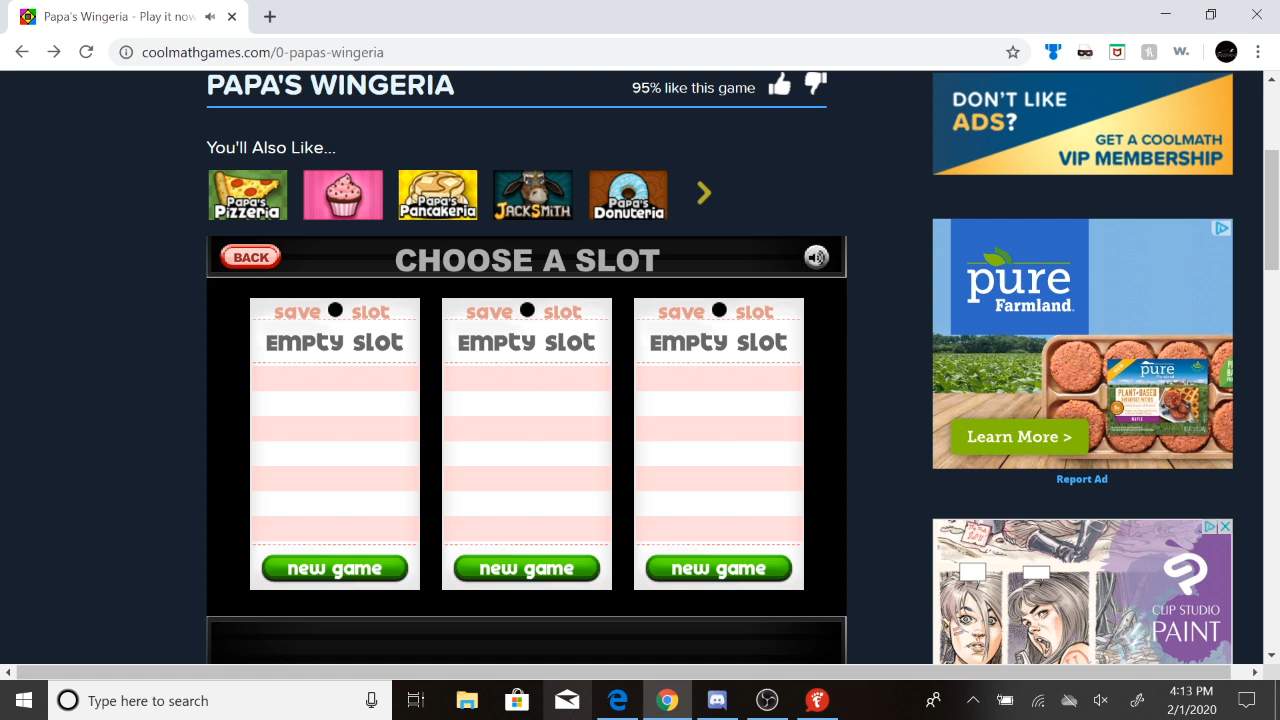 Papa's Wingeria - Play it now
coolmathgames.com/0-papas-wingeria
W.
PAPA'S WINGERIA
95% like this game
You'll Also Like...
Papa's Pizzeria
Papa's Pancakeria
JACKSMITH
Papa's Donuteria
BACK
CHOOSE A SLOT
save slot
Empty Slot
new game
save slot
Empty Slot
new game
save slot
Empty Slot
new game
DON'T LIKE
ADS?
GET A COOLMATH
VIP MEMBERSHIP
pure
Farmland
pure
PLANT-BASED
Learn More >
Report Ad
CLIP STUDIO
PAINT
Type here to search
4:13 PM
2/1/2020